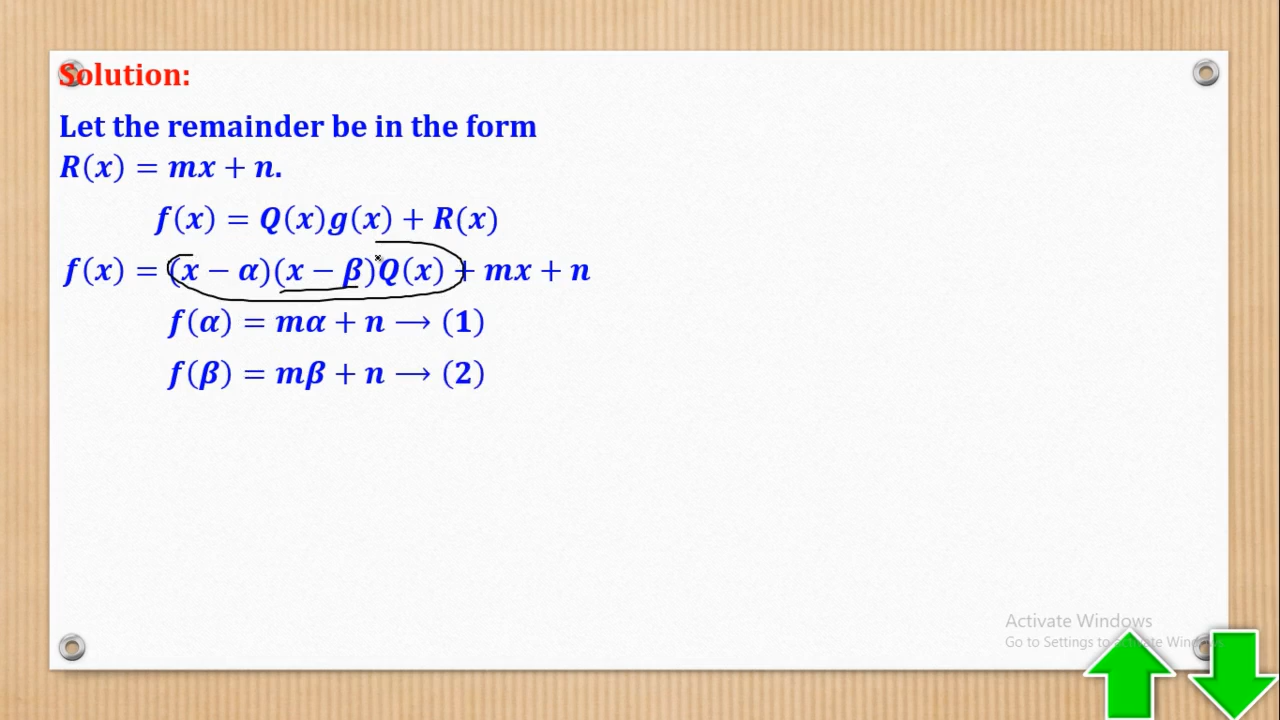 Solution:
Let the remainder be in the form
R(x) = mx + n.
f(x) = Q(x)g(x) + R(x)
f(x) = (x − α)(x − β)Q(x) + mx + n
f(α) = mα + n ⟶ (1)
f(β) = mβ + n ⟶ (2)
Activate Windows
Go to Settings to activate Windows